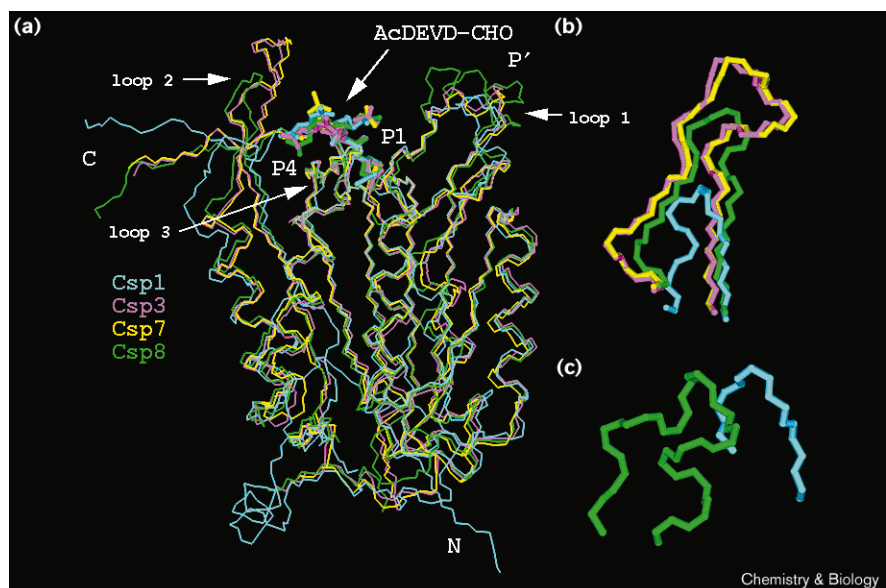 (a)
AcDEVD-CHO
P′
(b)
loop 2
loop 1
C
P4
P1
loop 3
Csp1
Csp3
Csp7
Csp8
(c)
N
Chemistry & Biology